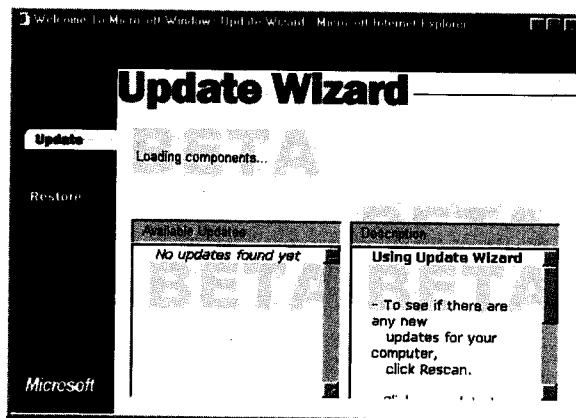 Welcome To Microsoft Windows Update Wizard - Microsoft Internet Explorer
Update Wizard
Update
BETA
Loading components...
Restore
BETA
Available Updates
Description
No updates found yet
Using Update Wizard
BETA
BETA
- To see if there are
any new
updates for your
computer,
click Rescan.
Microsoft